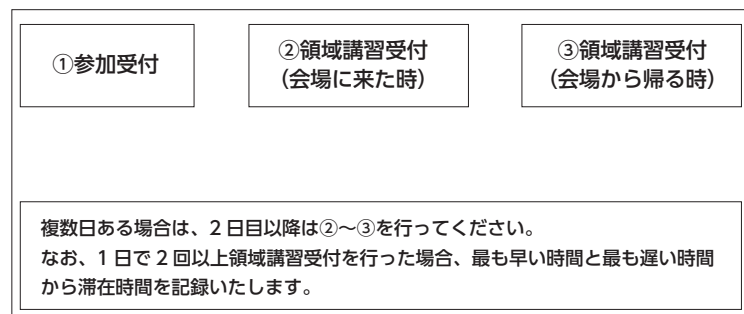 ①参加受付
②領域講習受付
（会場に来た時）
③領域講習受付
（会場から帰る時）
複数日ある場合は、2日目以降は②～③を行ってください。
なお、1日で2回以上領域講習受付を行った場合、最も早い時間と最も遅い時間
から滞在時間を記録いたします。